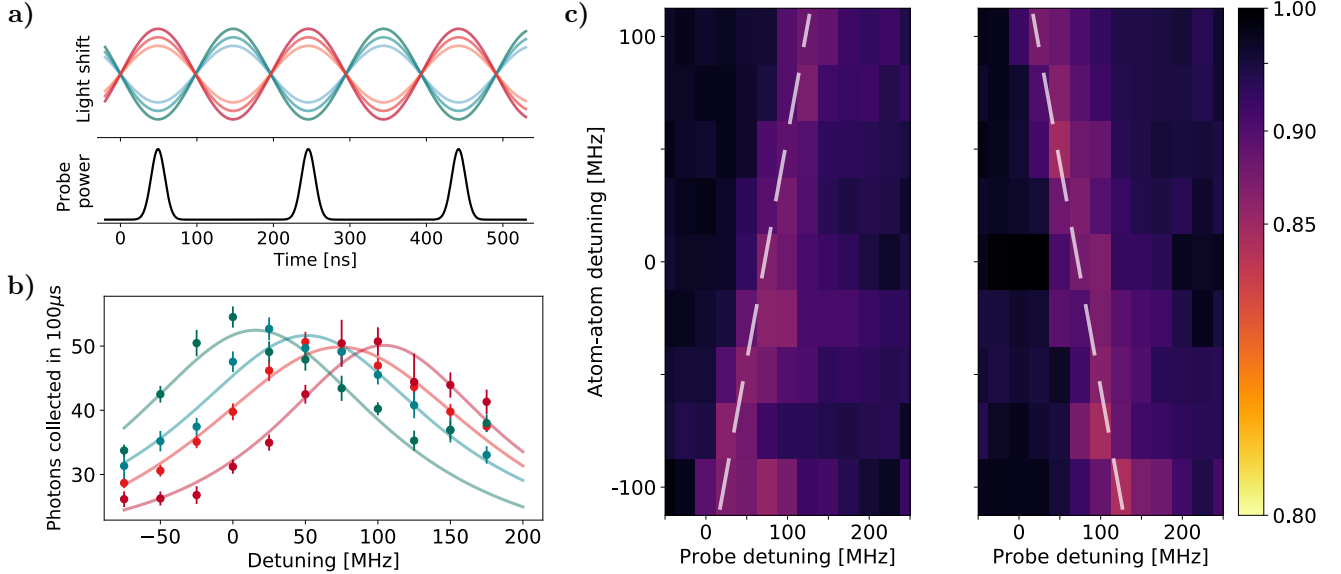 a)
Light shift
Probe
power
0 100 200 300 400 500
Time [ns]
b)
Photons collected in 100μs
50
40
30
−50 0 50 100 150 200
Detuning [MHz]
c)
Atom-atom detuning [MHz]
100
0
-100
0 100 200
Probe detuning [MHz]
0 100 200
Probe detuning [MHz]
1.00
0.90
0.85
0.80